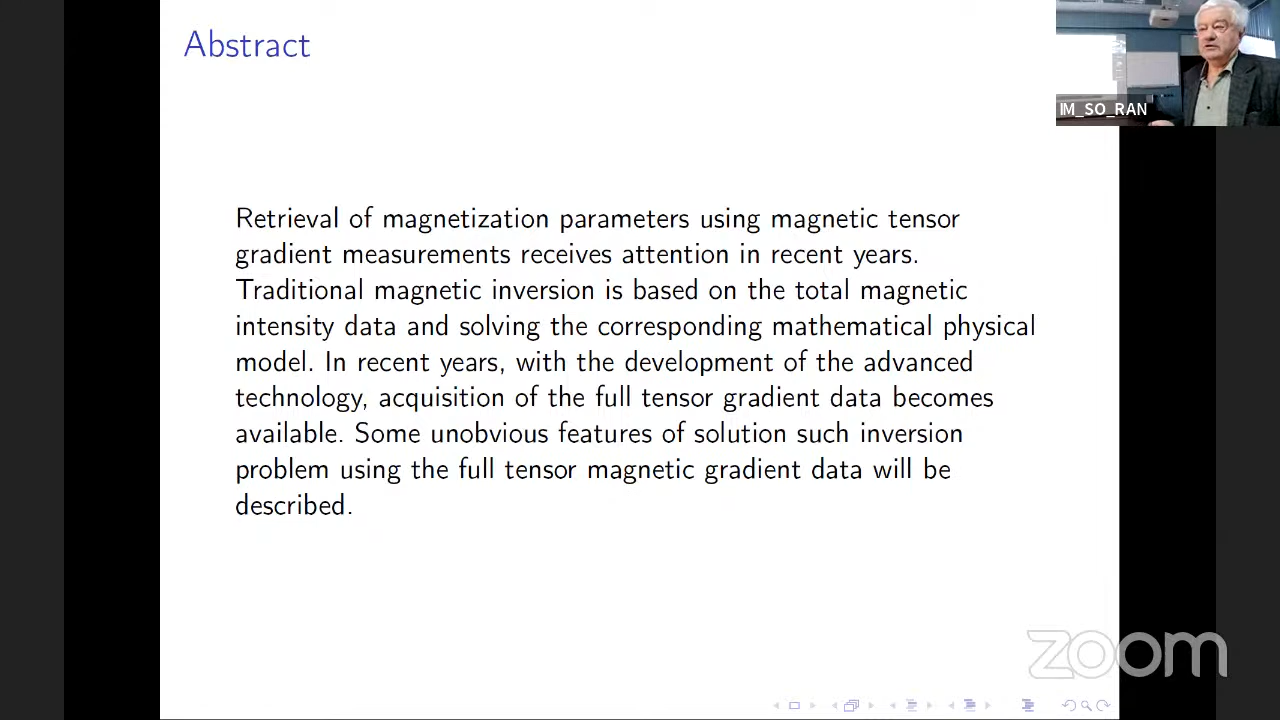 Abstract
IM_SO_RAN
Retrieval of magnetization parameters using magnetic tensor
gradient measurements receives attention in recent years.
Traditional magnetic inversion is based on the total magnetic
intensity data and solving the corresponding mathematical physical
model. In recent years, with the development of the advanced
technology, acquisition of the full tensor gradient data becomes
available. Some unobvious features of solution such inversion
problem using the full tensor magnetic gradient data will be
described.
zoom